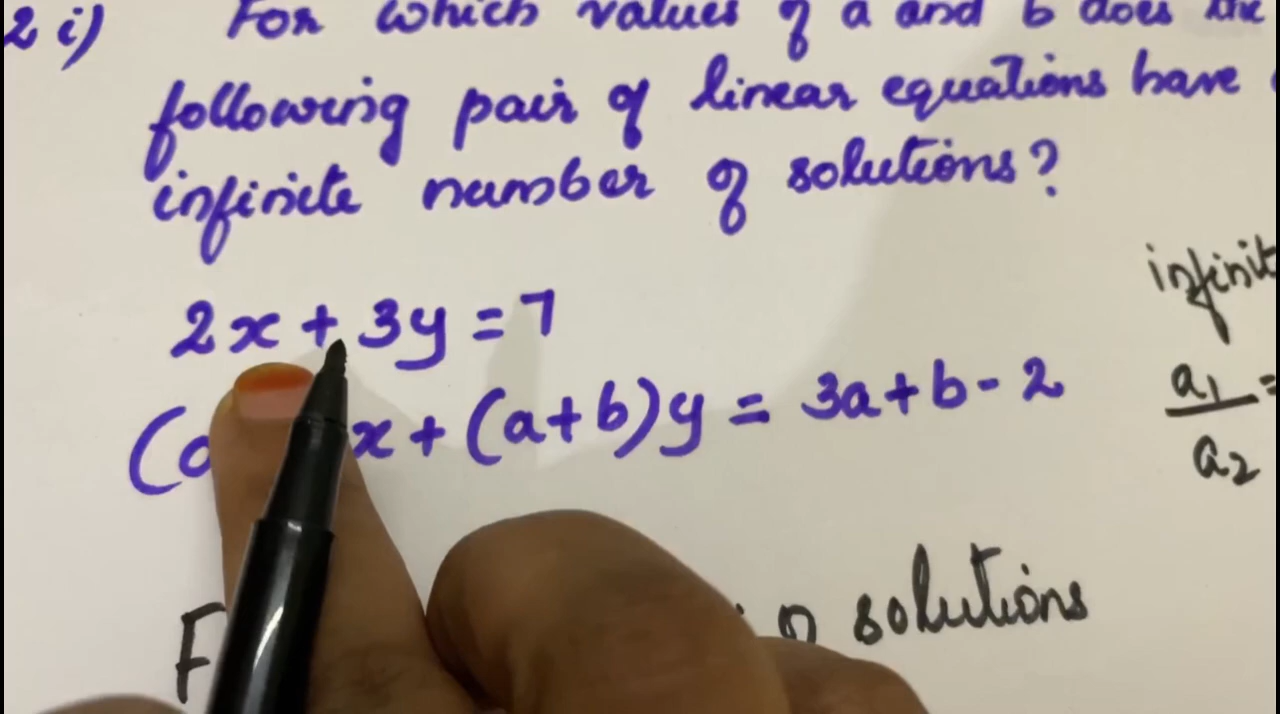 2 i) For which values of a and b does the
following pair of linear equations have
infinite number of solutions?
2x + 3y = 7
x + (a+b)y = 3a+b-2
a1
a2
=
solutions